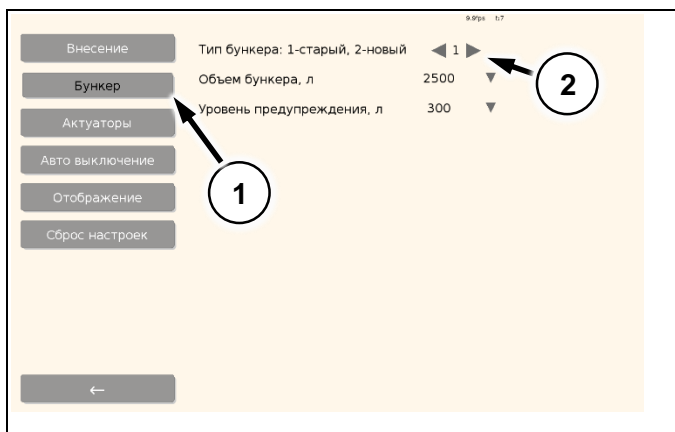 9.9fps t:7
Внесение
Тип бункера: 1-старый, 2-новый 1
Бункер
Объем бункера, л 2500
Уровень предупреждения, л 300
Актуаторы
Авто выключение
Отображение
Сброс настроек
←
1
2